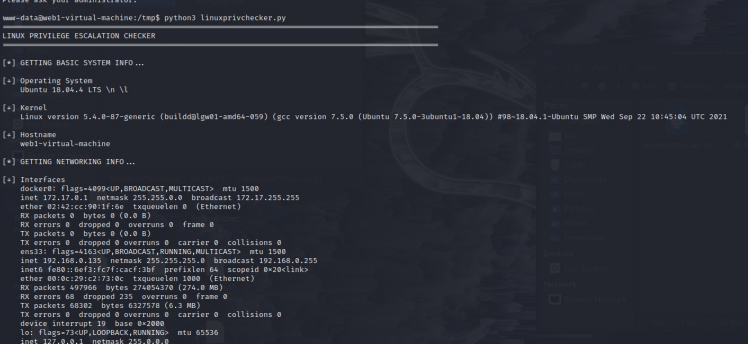 Please ask your administrator.
www-data@web1-virtual-machine:/tmp$ python3 linuxprivchecker.py
LINUX PRIVILEGE ESCALATION CHECKER
[*] GETTING BASIC SYSTEM INFO...
[+] Operating System
Ubuntu 18.04.4 LTS \n \l
[+] Kernel
Linux version 5.4.0-87-generic (buildd@lgw01-amd64-059) (gcc version 7.5.0 (Ubuntu 7.5.0-3ubuntu1~18.04)) #98~18.04.1-Ubuntu SMP Wed Sep 22 10:45:04 UTC 2021
[+] Hostname
web1-virtual-machine
[*] GETTING NETWORKING INFO...
[+] Interfaces
docker0: flags=4099<UP,BROADCAST,MULTICAST>  mtu 1500
inet 172.17.0.1  netmask 255.255.0.0  broadcast 172.17.255.255
ether 02:42:cc:90:1f:6e  txqueuelen 0  (Ethernet)
RX packets 0  bytes 0 (0.0 B)
RX errors 0  dropped 0  overruns 0  frame 0
TX packets 0  bytes 0 (0.0 B)
TX errors 0  dropped 0 overruns 0  carrier 0  collisions 0
ens33: flags=4163<UP,BROADCAST,RUNNING,MULTICAST>  mtu 1500
inet 192.168.0.135  netmask 255.255.255.0  broadcast 192.168.0.255
inet6 fe80::6ef3:fc7f:cacf:3bf  prefixlen 64  scopeid 0×20<link>
ether 00:0c:29:c2:73:0c  txqueuelen 1000  (Ethernet)
RX packets 497966  bytes 274054370 (274.0 MB)
RX errors 68  dropped 235  overruns 0  frame 0
TX packets 68302  bytes 6327578 (6.3 MB)
TX errors 0  dropped 0 overruns 0  carrier 0  collisions 0
device interrupt 19  base 0×2000
lo: flags=73<UP,LOOPBACK,RUNNING>  mtu 65536
inet 127.0.0.1  netmask 255.0.0.0